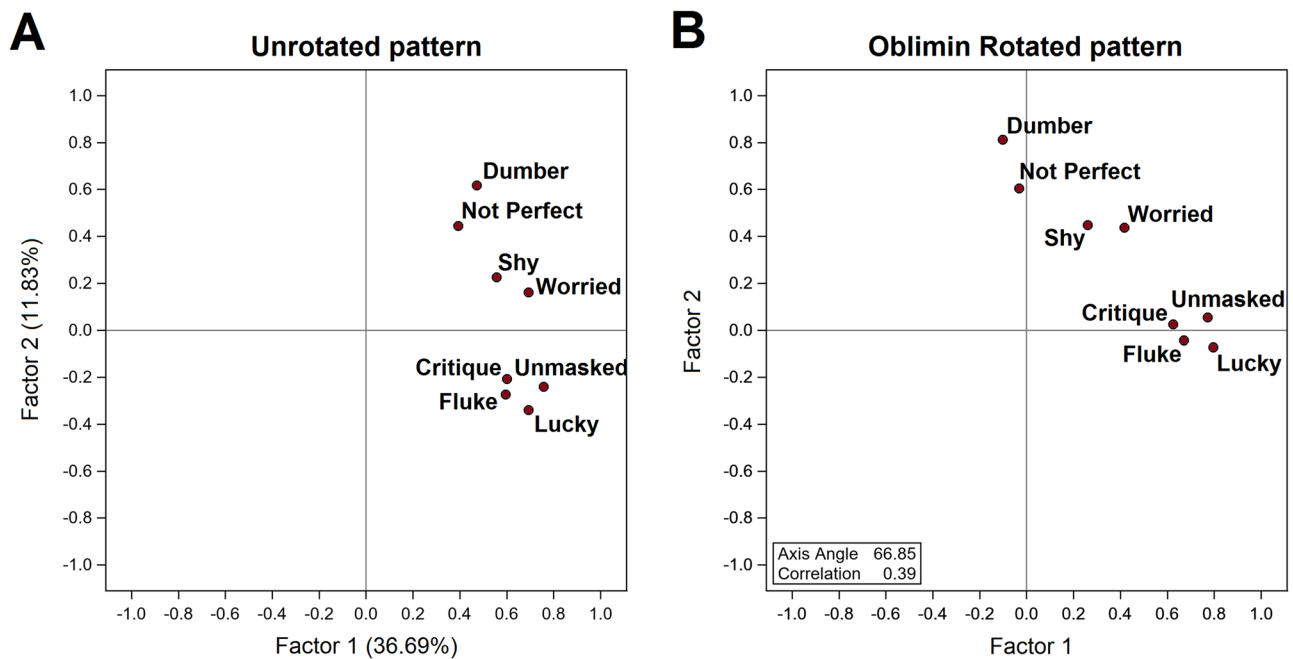 A
Unrotated pattern
Factor 2 (11.83%)
1.0
0.8
0.6
0.4
0.2
0.0
-0.2
-0.4
-0.6
-0.8
-1.0
Dumber
Not Perfect
Shy
Worried
Critique Unmasked
Fluke
Lucky
-1.0 -0.8 -0.6 -0.4 -0.2 0.0 0.2 0.4 0.6 0.8 1.0
Factor 1 (36.69%)
B
Oblimin Rotated pattern
Factor 2
1.0
0.8
0.6
0.4
0.2
0.0
-0.2
-0.4
-0.6
-0.8
-1.0
Dumber
Not Perfect
Worried
Shy
Unmasked
Critique
Fluke
Lucky
Axis Angle 66.85
Correlation 0.39
-1.0 -0.8 -0.6 -0.4 -0.2 0.0 0.2 0.4 0.6 0.8 1.0
Factor 1